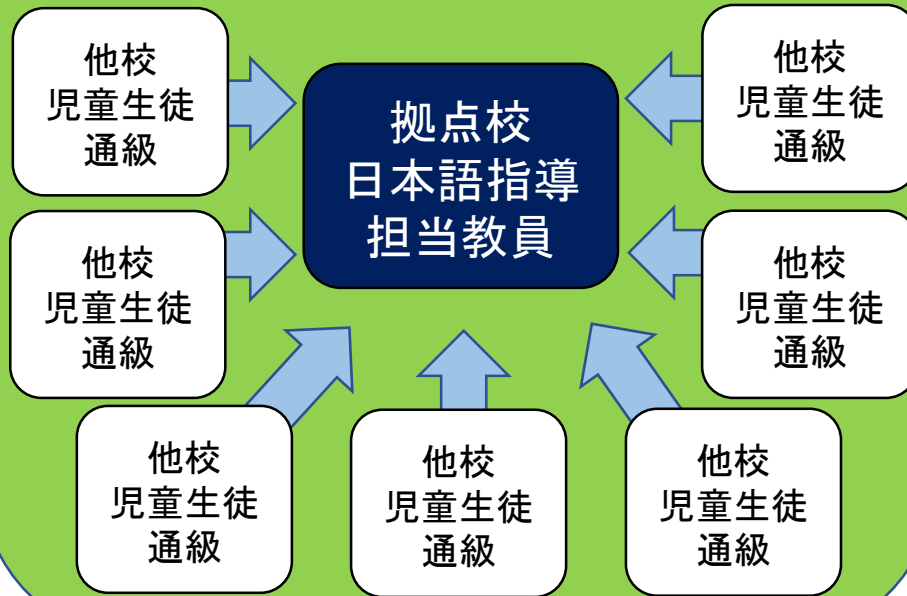 他校
児童生徒
通級
拠点校
日本語指導
担当教員
他校
児童生徒
通級
他校
児童生徒
通級
他校
児童生徒
通級
他校
児童生徒
通級
他校
児童生徒
通級
他校
児童生徒
通級